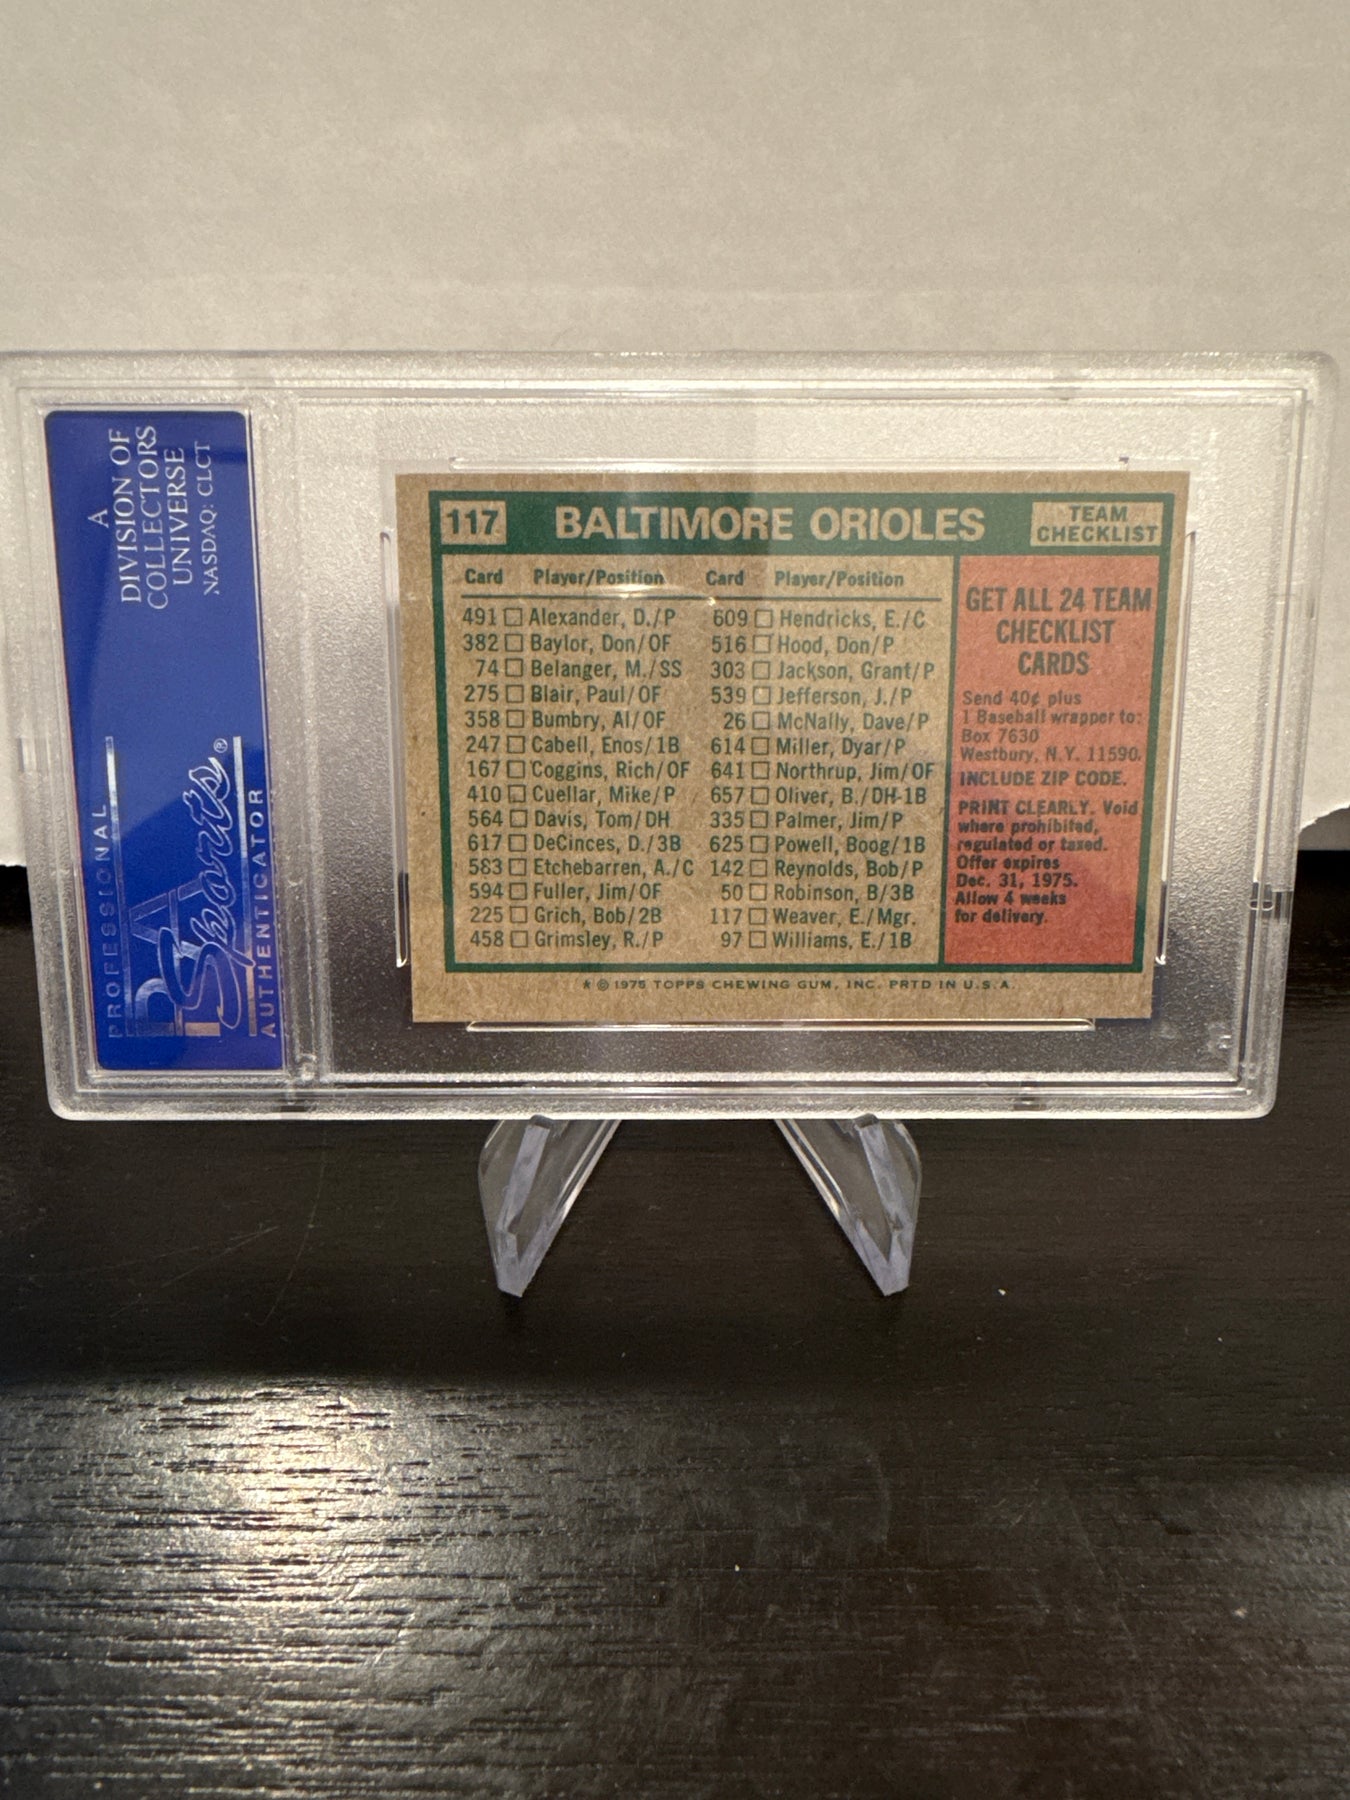 A
DIVISION OF
COLLECTORS
UNIVERSE
NASDAQ: CLCT
PROFESSIONAL
PSA
Sports®
AUTHENTICATOR
117 BALTIMORE ORIOLES TEAM
CHECKLIST
Card Player/Position Card Player/Position
491 □ Alexander, D./P 609 □ Hendricks, E./C
382 □ Baylor, Don/OF 516 □ Hood, Don/P
74 □ Belanger, M./SS 303 □ Jackson, Grant/P
275 □ Blair, Paul/OF 539 □ Jefferson, J./P
358 □ Bumbry, Al/OF 26 □ McNally, Dave/P
247 □ Cabell, Enos/1B 614 □ Miller, Dyar/P
167 □ Coggins, Rich/OF 641 □ Northrup, Jim/OF
410 □ Cuellar, Mike/P 657 □ Oliver, B./DH-1B
564 □ Davis, Tom/DH 335 □ Palmer, Jim/P
617 □ DeCinces, D./3B 625 □ Powell, Boog/1B
583 □ Etchebarren, A./C 142 □ Reynolds, Bob/P
594 □ Fuller, Jim/OF 50 □ Robinson, B/3B
225 □ Grich, Bob/2B 117 □ Weaver, E./Mgr.
458 □ Grimsley, R./P 97 □ Williams, E./1B
GET ALL 24 TEAM
CHECKLIST
CARDS
Send 40¢ plus
1 Baseball wrapper to:
Box 7630
Westbury, N.Y. 11590.
INCLUDE ZIP CODE.
PRINT CLEARLY. Void
where prohibited,
regulated or taxed.
Offer expires
Dec. 31, 1975.
Allow 4 weeks
for delivery.
* © 1975 TOPPS CHEWING GUM, INC. PRTD IN U.S.A.